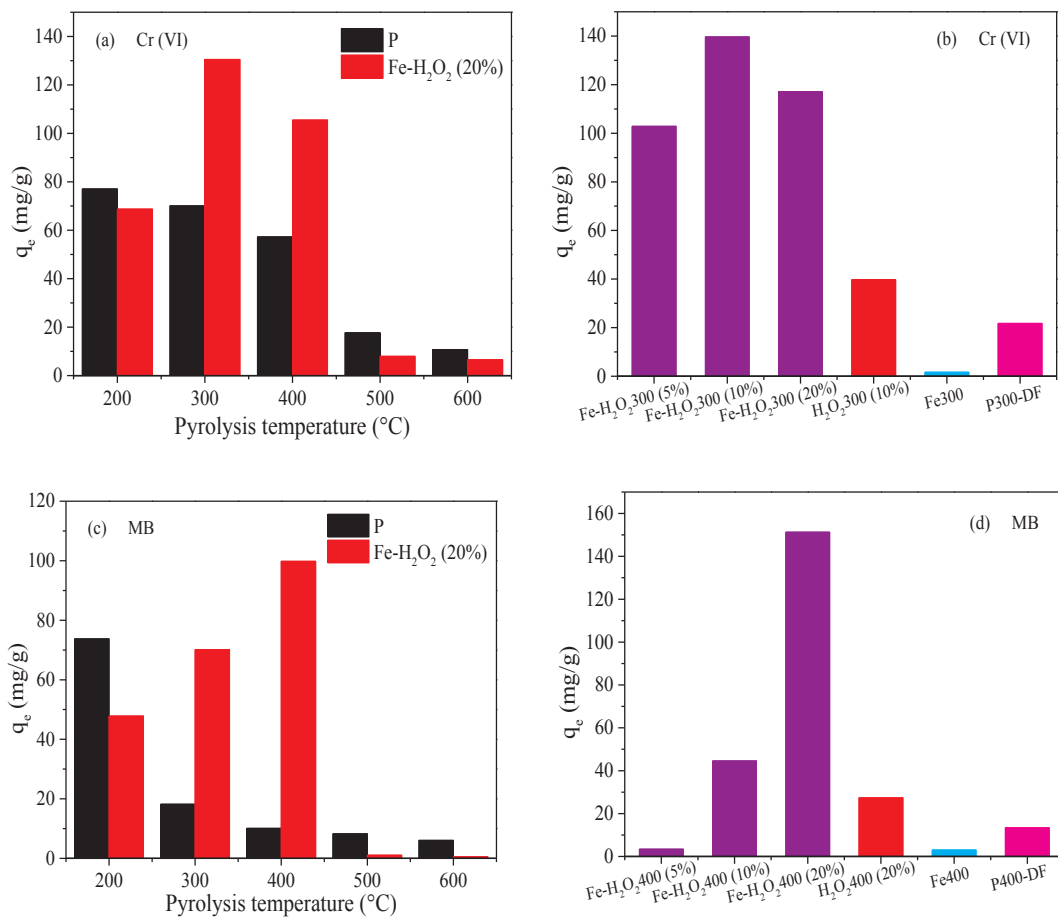 (a) Cr (VI)
P
Fe-H₂O₂ (20%)
140
120
100
80
60
40
20
0
qₑ (mg/g)
200 300 400 500 600
Pyrolysis temperature (°C)
(b) Cr (VI)
140
120
100
80
60
40
20
0
qₑ (mg/g)
Fe-H₂O₂300 (5%)
Fe-H₂O₂300 (10%)
Fe-H₂O₂300 (20%)
H₂O₂300 (10%)
Fe300
P300-DF
(c) MB
P
Fe-H₂O₂ (20%)
120
100
80
60
40
20
0
qₑ (mg/g)
200 300 400 500 600
Pyrolysis temperature (°C)
(d) MB
160
140
120
100
80
60
40
20
0
qₑ (mg/g)
Fe-H₂O₂400 (5%)
Fe-H₂O₂400 (10%)
Fe-H₂O₂400 (20%)
H₂O₂400 (20%)
Fe400
P400-DF